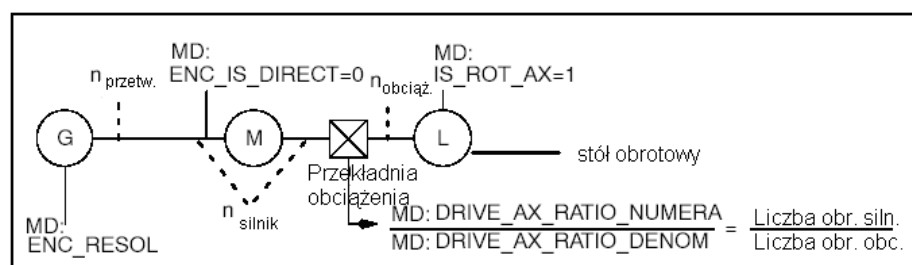 MD:
ENC_IS_DIRECT=0
MD:
IS_ROT_AX=1
n przetw.
n obciąż.
G
M
L
stół obrotowy
Przekładnia
obciążenia
n silnik
MD:
ENC_RESOL
MD: DRIVE_AX_RATIO_NUMERA
MD: DRIVE_AX_RATIO_DENOM
=
Liczba obr. siln.
Liczba obr. obc.